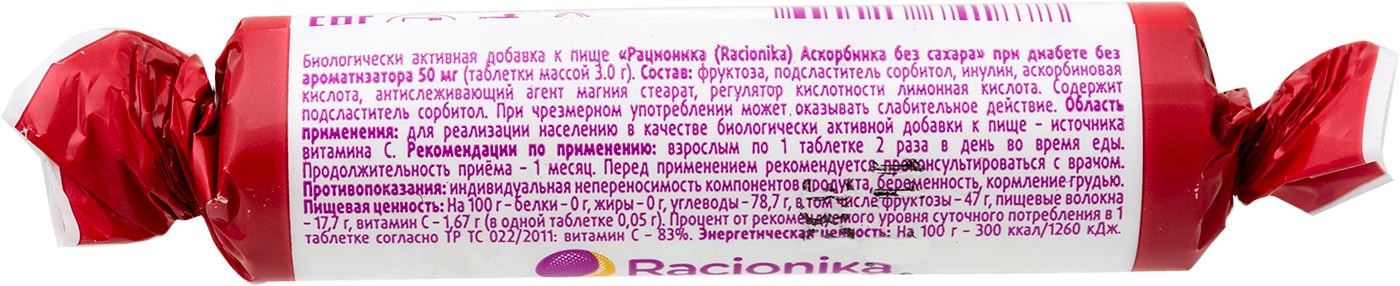 ЕАС
Биологически активная добавка к пище «Рационика (Racionika) Аскорбинка без сахара» при диабете без
ароматизатора 50 мг (таблетки массой 3.0 г). Состав: фруктоза, подсластитель сорбитол, инулин, аскорбиновая
кислота, антислеживающий агент магния стеарат, регулятор кислотности лимонная кислота. Содержит
подсластитель сорбитол. При чрезмерном употреблении может оказывать слабительное действие. Область
применения: для реализации населению в качестве биологически активной добавки к пище – источника
витамина С. Рекомендации по применению: взрослым по 1 таблетке 2 раза в день во время еды.
Продолжительность приёма – 1 месяц. Перед применением рекомендуется проконсультироваться с врачом.
Противопоказания: индивидуальная непереносимость компонентов продукта, беременность, кормление грудью.
Пищевая ценность: На 100 г – белки – 0 г, жиры – 0 г, углеводы – 78,7 г, в том числе фруктозы – 47 г, пищевые волокна
– 17,7 г, витамин С – 1,67 г (в одной таблетке 0,05 г). Процент от рекомендуемого уровня суточного потребления в 1
таблетке согласно ТР ТС 022/2011: витамин С – 83%. Энергетическая ценность: На 100 г – 300 ккал/1260 кДж.
Racionika